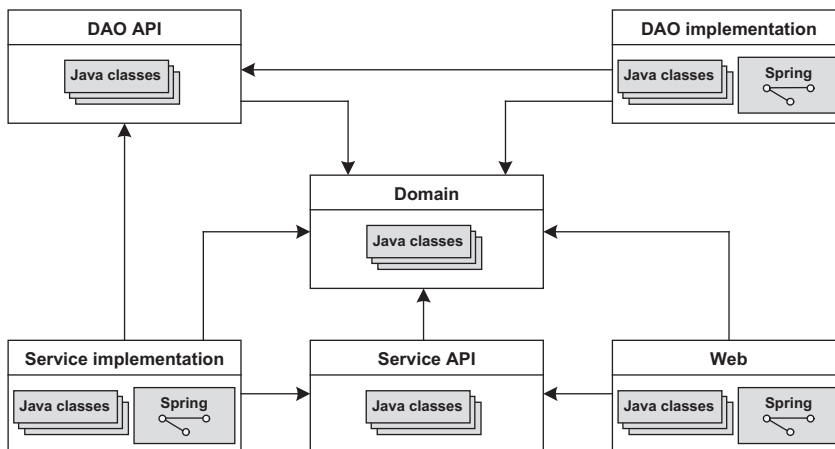 DAO API
DAO implementation
Java classes
Java classes
Spring
Domain
Java classes
Service implementation
Service API
Web
Java classes
Spring
Java classes
Java classes
Spring